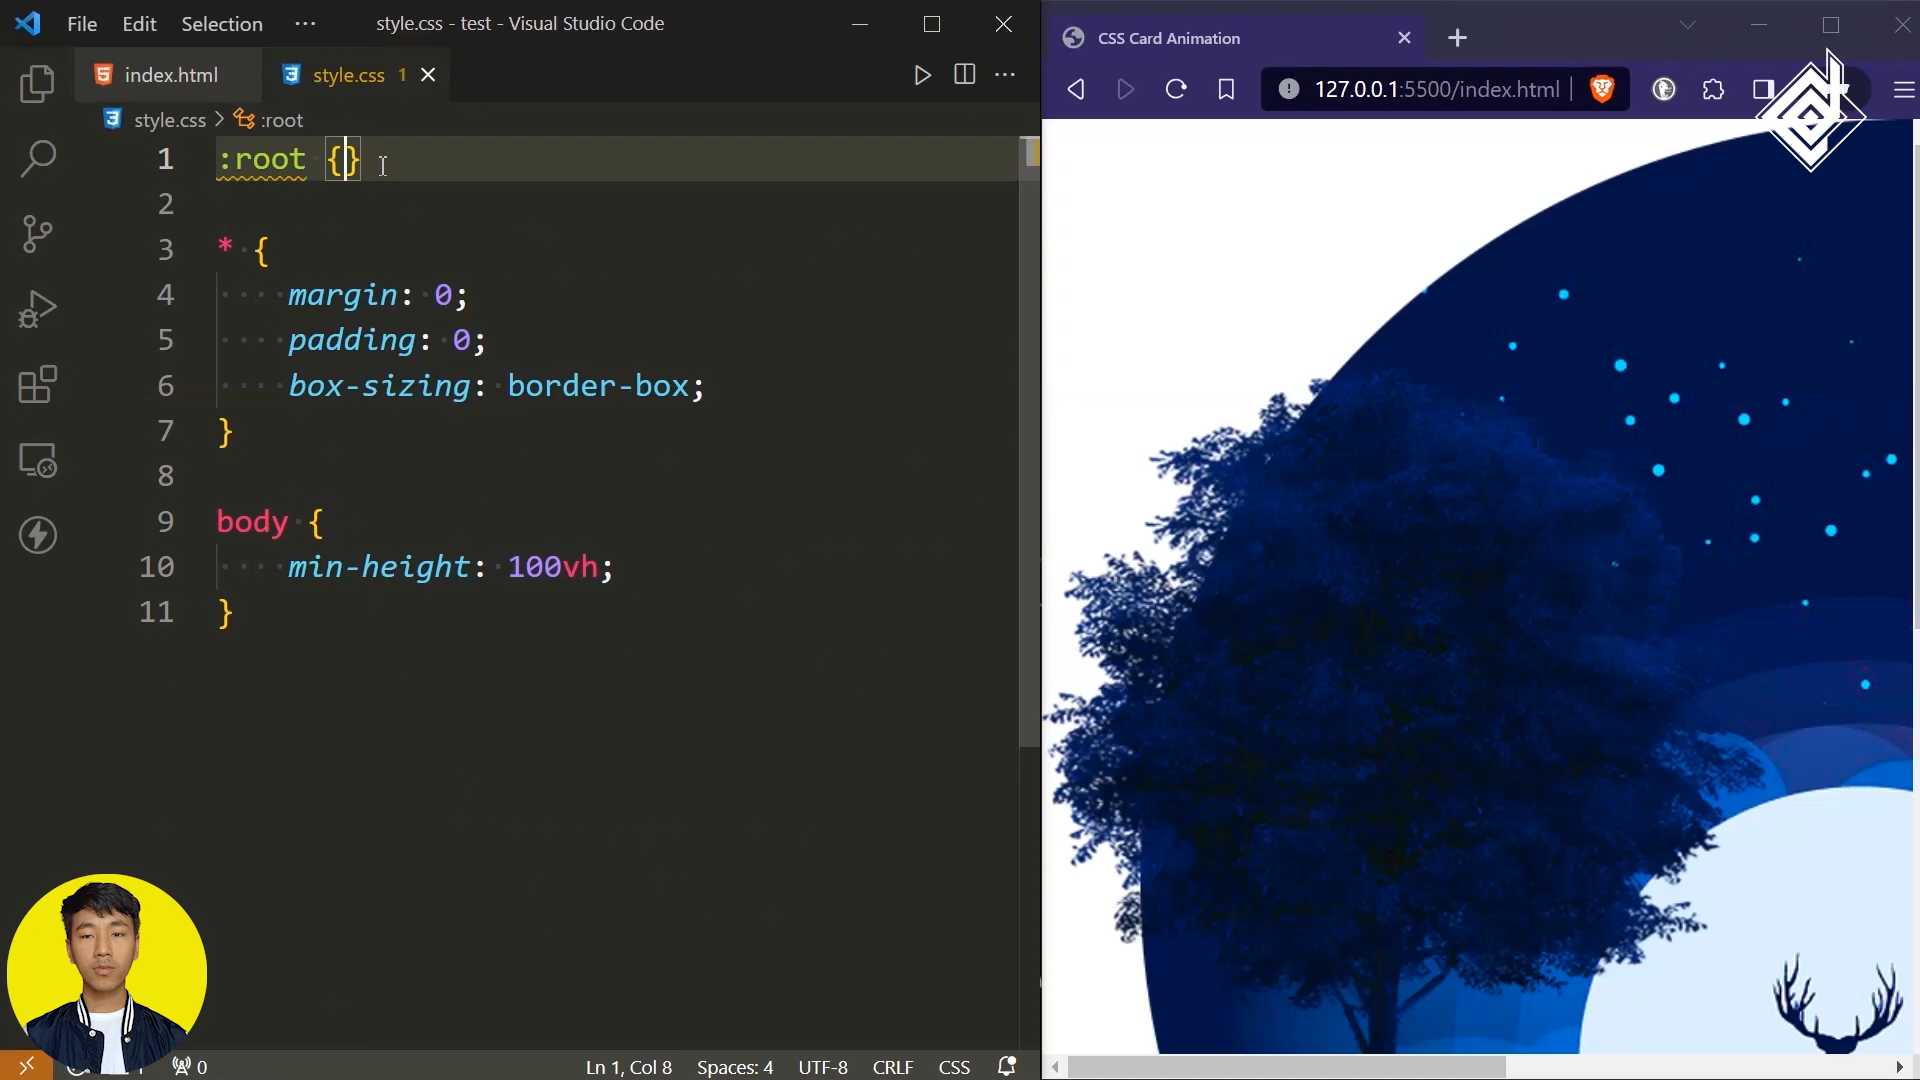 File Edit Selection ··· style.css - test - Visual Studio Code
index.html style.css 1
style.css > :root
1 :root {}
2
3 * {
4 margin: 0;
5 padding: 0;
6 box-sizing: border-box;
7 }
8
9 body {
10 min-height: 100vh;
11 }
0 Ln 1, Col 8 Spaces: 4 UTF-8 CRLF CSS
CSS Card Animation
127.0.0.1:5500/index.html